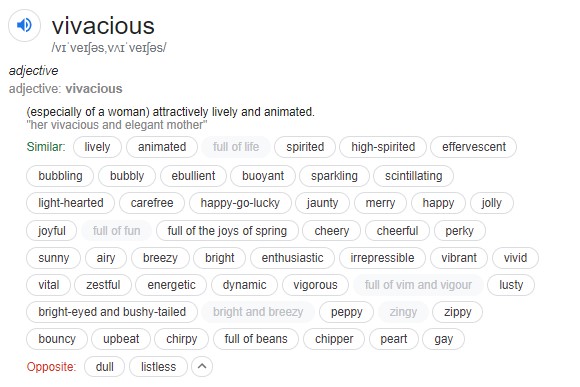 vivacious
/vɪˈveɪʃəs,vʌɪˈveɪʃəs/
adjective
adjective: vivacious
(especially of a woman) attractively lively and animated.
"her vivacious and elegant mother"
Similar: lively animated full of life spirited high-spirited effervescent
bubbling bubbly ebullient buoyant sparkling scintillating
light-hearted carefree happy-go-lucky jaunty merry happy jolly
joyful full of fun full of the joys of spring cheery cheerful perky
sunny airy breezy bright enthusiastic irrepressible vibrant vivid
vital zestful energetic dynamic vigorous full of vim and vigour lusty
bright-eyed and bushy-tailed bright and breezy peppy zingy zippy
bouncy upbeat chirpy full of beans chipper peart gay
Opposite: dull listless